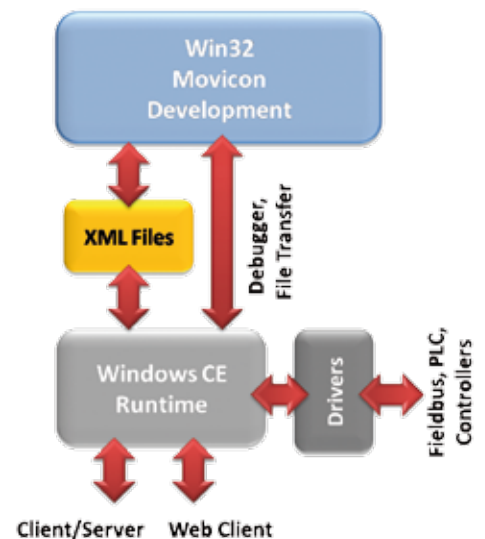 Win32
Movicon
Development
XML Files
Debugger,
File Transfer
Windows CE
Runtime
Drivers
Fieldbus, PLC,
Controllers
Client/Server
Web Client